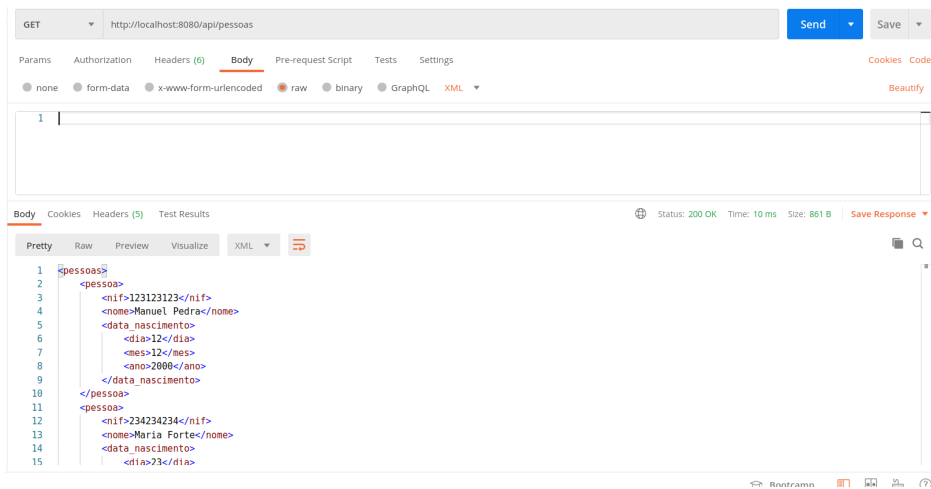 GET http://localhost:8080/api/pessoas Send Save
Params Authorization Headers (6) Body Pre-request Script Tests Settings Cookies Code
none form-data x-www-form-urlencoded raw binary GraphQL XML Beautify
1
Body Cookies Headers (5) Test Results Status: 200 OK Time: 10 ms Size: 861 B Save Response
Pretty Raw Preview Visualize XML
1 <pessoas>
2 <pessoa>
3 <nif>123123123</nif>
4 <nome>Manuel Pedra</nome>
5 <data_nascimento>
6 <dia>12</dia>
7 <mes>12</mes>
8 <ano>2000</ano>
9 </data_nascimento>
10 </pessoa>
11 <pessoa>
12 <nif>234234234</nif>
13 <nome>Maria Forte</nome>
14 <data_nascimento>
15 <dia>23</dia>
Bootcamp